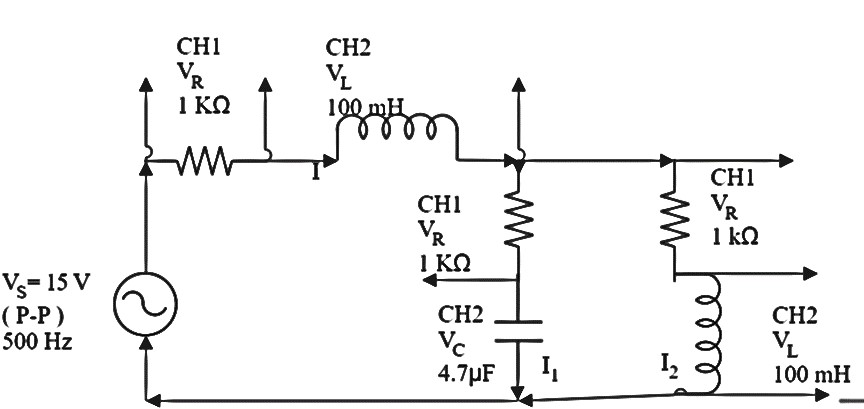 CH1
V_R
1 KΩ
CH2
V_L
100 mH
I
CH1
V_R
1 KΩ
CH1
V_R
1 kΩ
V_S= 15 V
( P-P )
500 Hz
CH2
V_C
4.7μF
I_1
I_2
CH2
V_L
100 mH